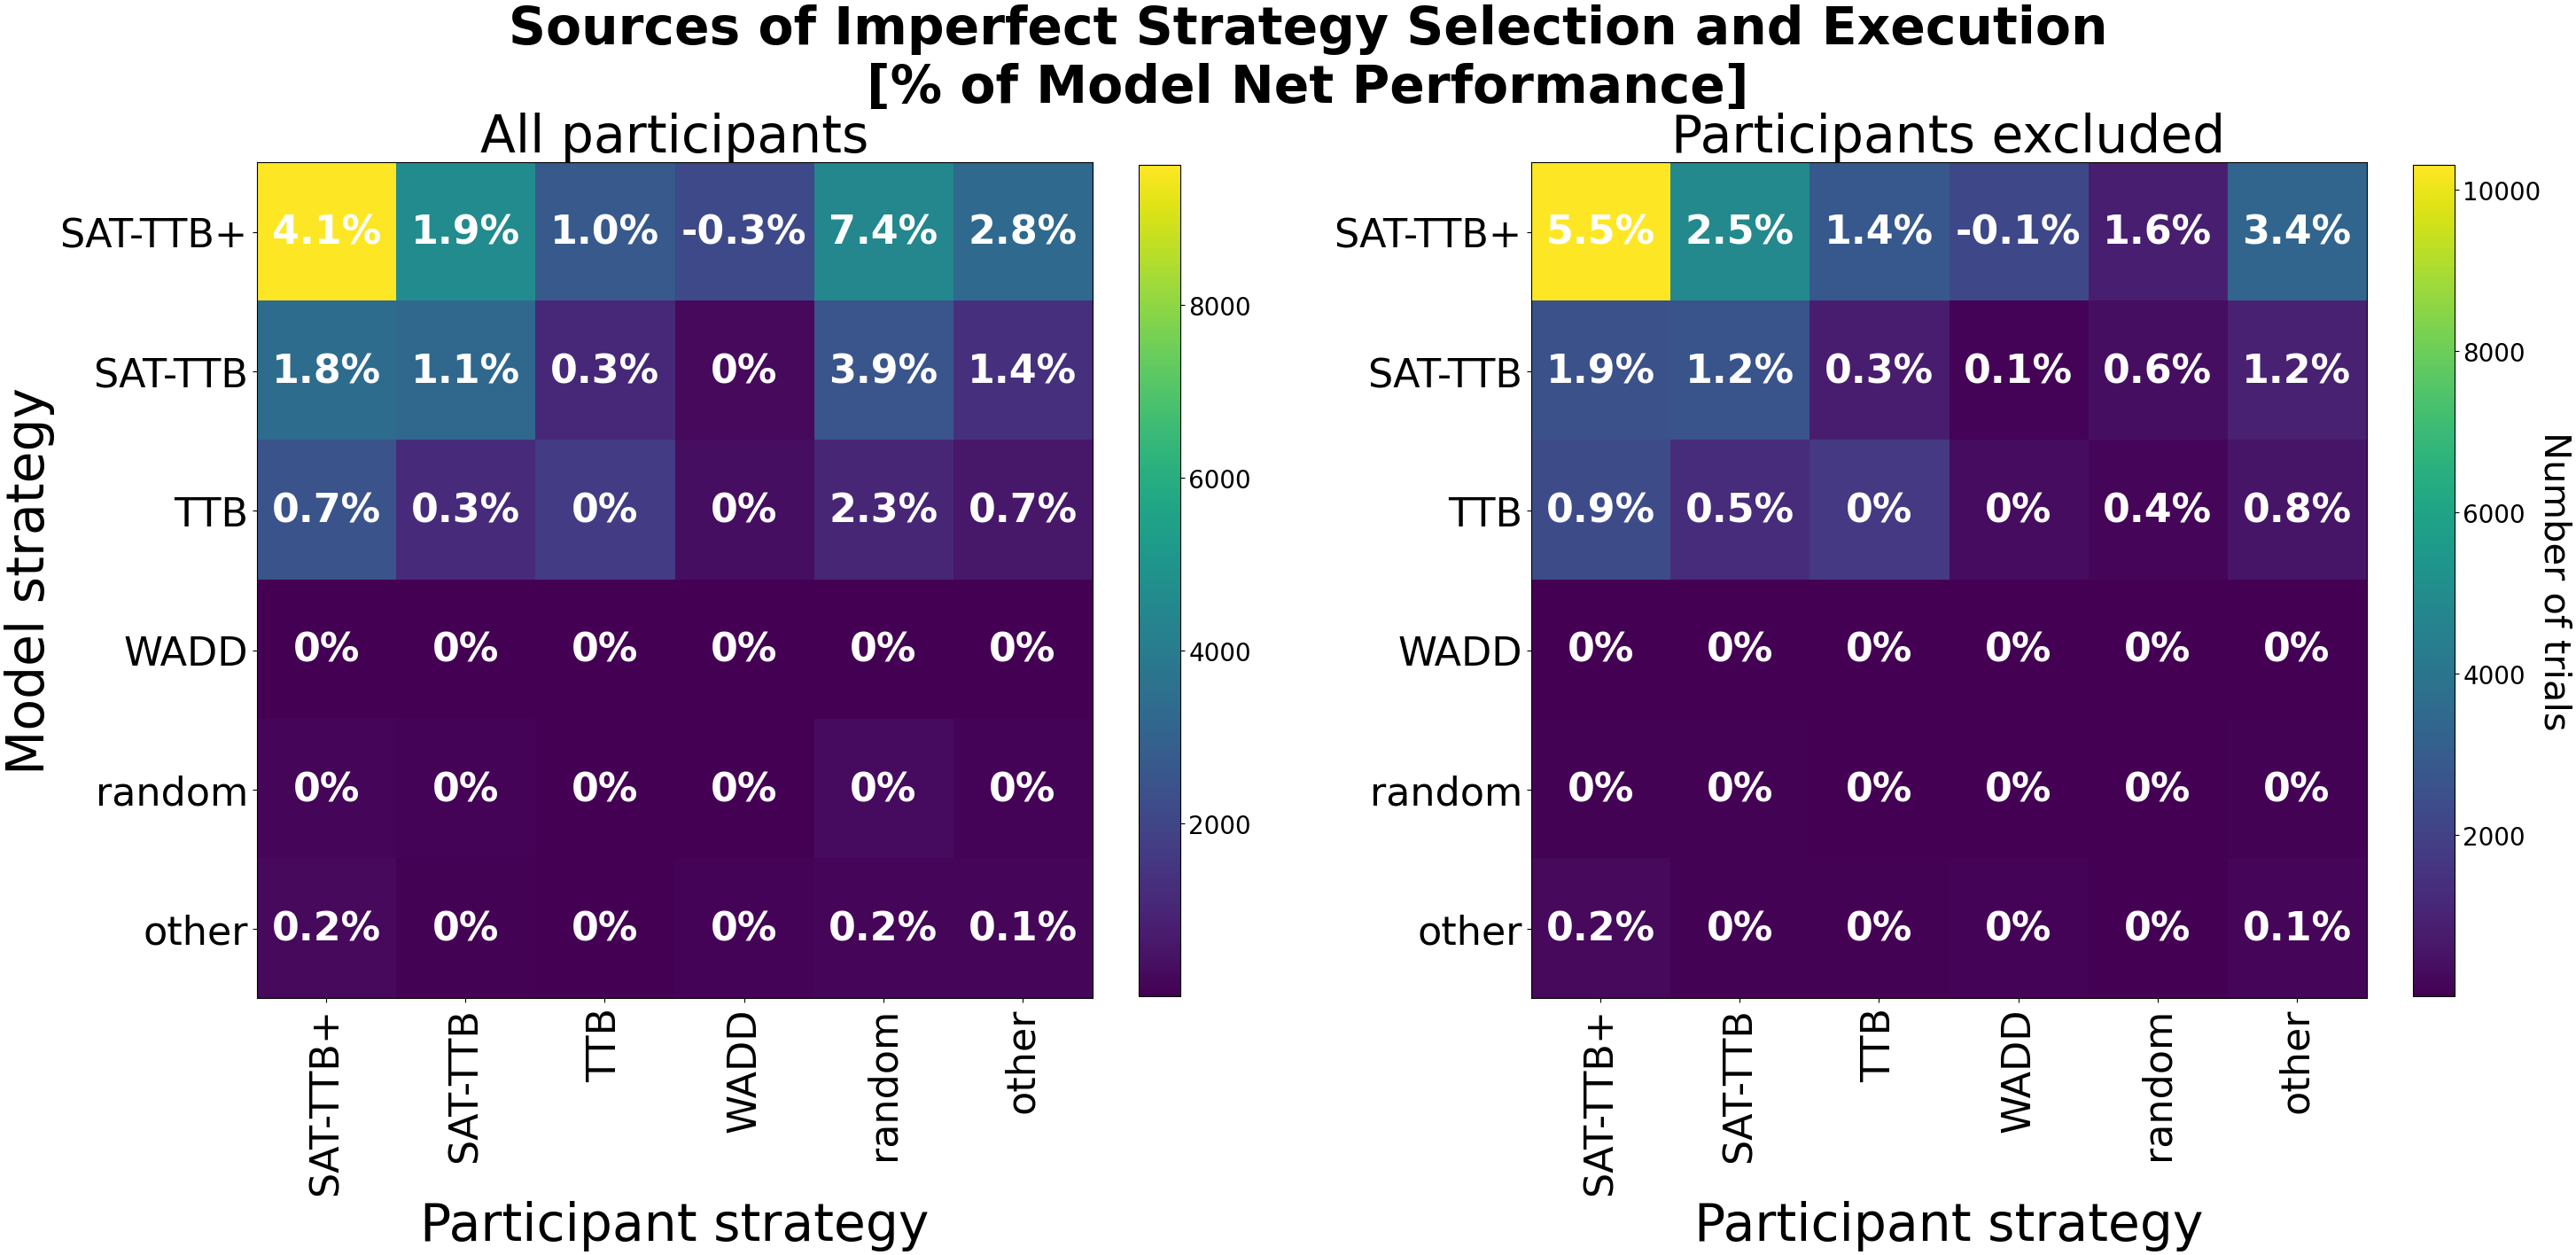 Sources of Imperfect Strategy Selection and Execution
[% of Model Net Performance]
All participants
Participants excluded
Model strategy
SAT-TTB+ 4.1% 1.9% 1.0% -0.3% 7.4% 2.8%
SAT-TTB 1.8% 1.1% 0.3% 0% 3.9% 1.4%
TTB 0.7% 0.3% 0% 0% 2.3% 0.7%
WADD 0% 0% 0% 0% 0% 0%
random 0% 0% 0% 0% 0% 0%
other 0.2% 0% 0% 0% 0.2% 0.1%
SAT-TTB+ SAT-TTB TTB WADD random other
Participant strategy
8000
6000
4000
2000
SAT-TTB+ 5.5% 2.5% 1.4% -0.1% 1.6% 3.4%
SAT-TTB 1.9% 1.2% 0.3% 0.1% 0.6% 1.2%
TTB 0.9% 0.5% 0% 0% 0.4% 0.8%
WADD 0% 0% 0% 0% 0% 0%
random 0% 0% 0% 0% 0% 0%
other 0.2% 0% 0% 0% 0% 0.1%
SAT-TTB+ SAT-TTB TTB WADD random other
Participant strategy
10000
8000
6000
4000
2000
Number of trials